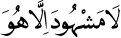 لَا مَشْهُودَ اِلَّا هُوَ